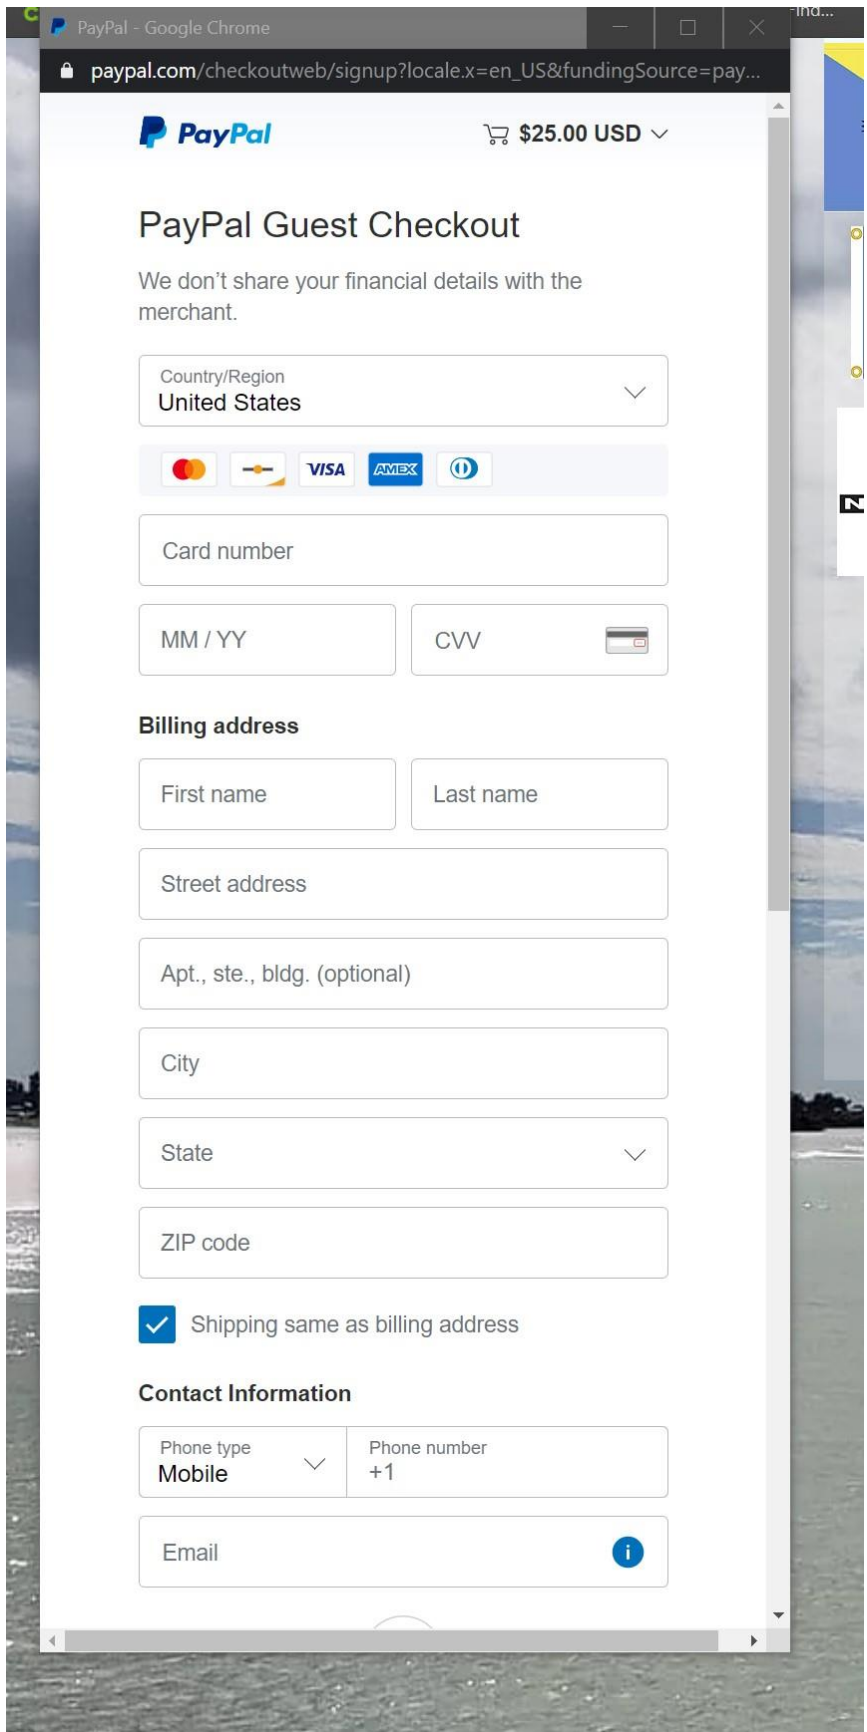 PayPal - Google Chrome
paypal.com/checkoutweb/signup?locale.x=en_US&fundingSource=pay...
PayPal
$25.00 USD
PayPal Guest Checkout
We don’t share your financial details with the
merchant.
Country/Region
United States
VISA
AMEX
Card number
MM / YY
CVV
Billing address
First name
Last name
Street address
Apt., ste., bldg. (optional)
City
State
ZIP code
Shipping same as billing address
Contact Information
Phone type
Mobile
Phone number
+1
Email